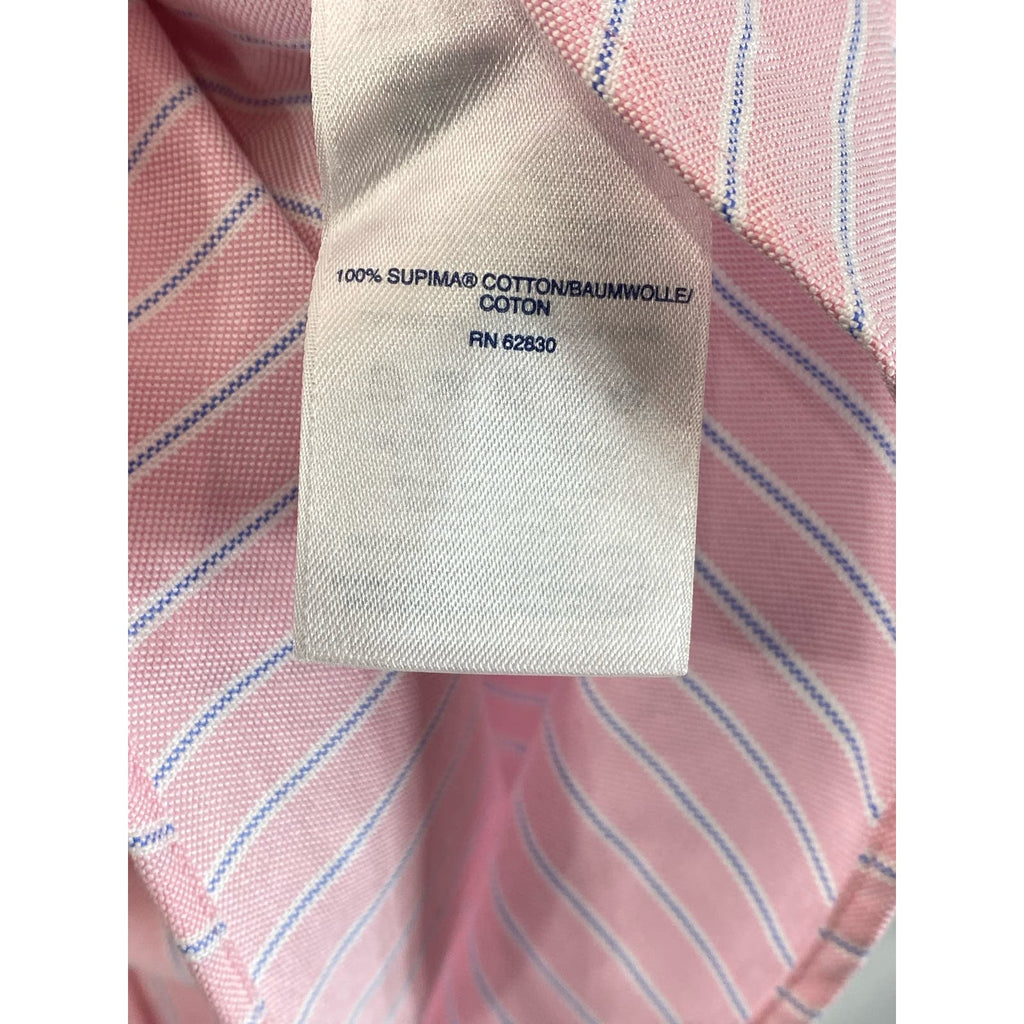 100% SUPIMA® COTTON/BAUMWOLLE/
COTON
RN 62830